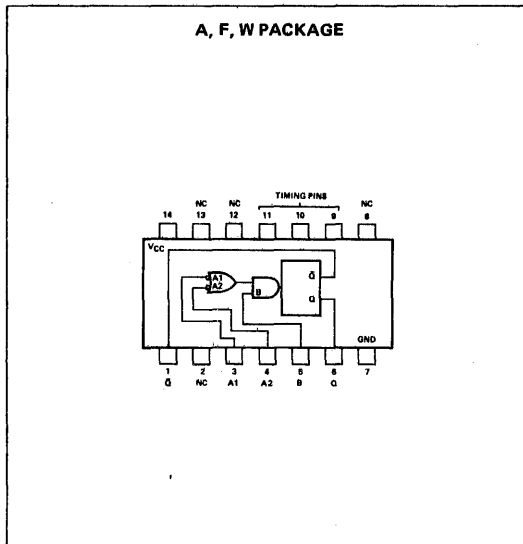 A, F, W PACKAGE
TIMING PINS
NC NC NC
14 13 12 11 10 9 8
VCC
A1
A2
B
Q̄
Q
GND
1 2 3 4 5 6 7
Q̄ NC A1 A2 B Q